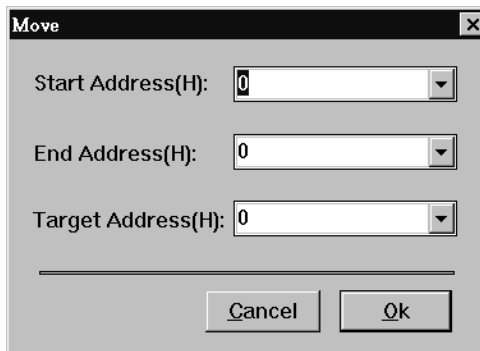 Move
Start Address(H): 0
End Address(H): 0
Target Address(H): 0
Cancel Ok